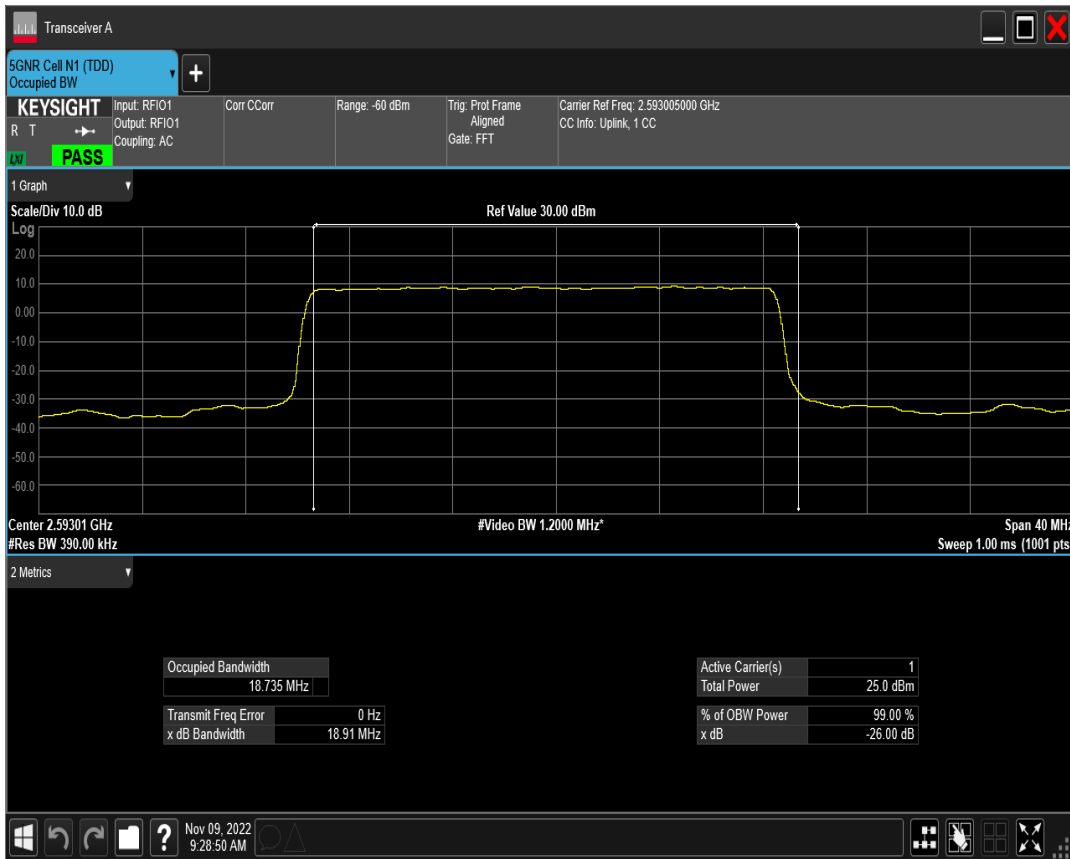 Transceiver A
5GNR Cell N1 (TDD)
Occupied BW
+
KEYSIGHT
R T
LXI
PASS
Input: RFIO1
Output: RFIO1
Coupling: AC
Corr CCorr
Range: -60 dBm
Trig: Prot Frame
Aligned
Gate: FFT
Carrier Ref Freq: 2.593005000 GHz
CC Info: Uplink, 1 CC
1 Graph
Scale/Div 10.0 dB
Ref Value 30.00 dBm
Log
20.0
10.0
0.00
-10.0
-20.0
-30.0
-40.0
-50.0
-60.0
Center 2.59301 GHz
#Video BW 1.2000 MHz*
Span 40 MHz
#Res BW 390.00 kHz
Sweep 1.00 ms (1001 pts
2 Metrics
Occupied Bandwidth
18.735 MHz
Transmit Freq Error 0 Hz
x dB Bandwidth 18.91 MHz
Active Carrier(s) 1
Total Power 25.0 dBm
% of OBW Power 99.00 %
x dB -26.00 dB
?
Nov 09, 2022
9:28:50 AM